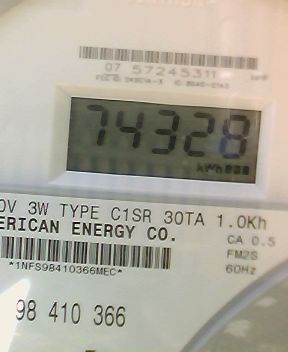 07 57245311
74328
kWh
0V 3W TYPE C1SR 30TA 1.0Kh
ERICAN ENERGY CO.
CA 0.5
FM2S
60Hz
*1NFS98410366MEC*
98 410 366